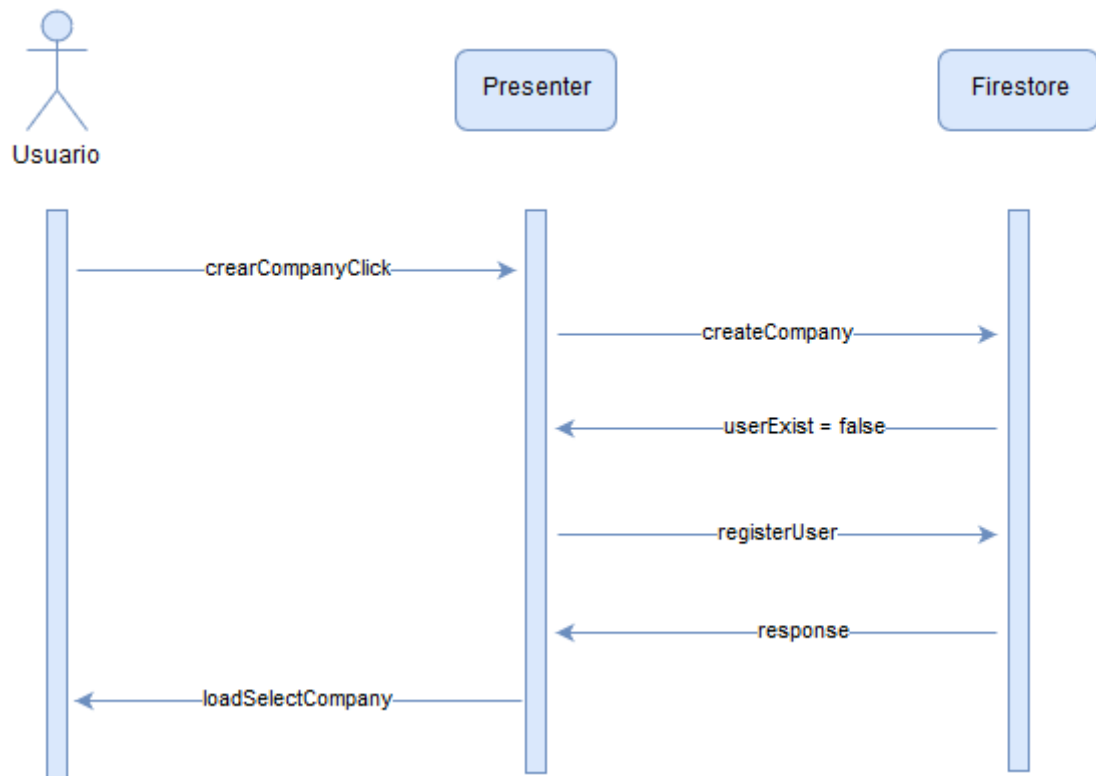 Presenter
Firestore
Usuario
crearCompanyClick
createCompany
userExist = false
registerUser
response
loadSelectCompany